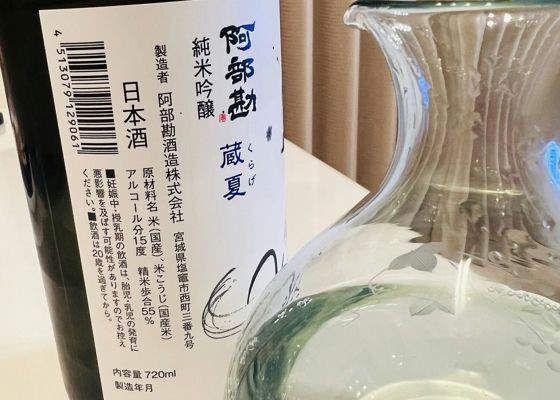 阿部勘
純米吟醸
蔵夏
くらげ
製造者 阿部勘酒造株式会社
宮城県塩竈市西町三番九号
日本酒
原材料名 米(国産)、米こうじ(国産米)
アルコール分15度 精米歩合55%
■妊娠中・授乳期の飲酒は、胎児・乳児の発育に
悪影響を及ぼす可能性がありますのでお控え
ください。■飲酒は20歳を過ぎてから。
内容量 720ml
製造年月
4 513079 129061